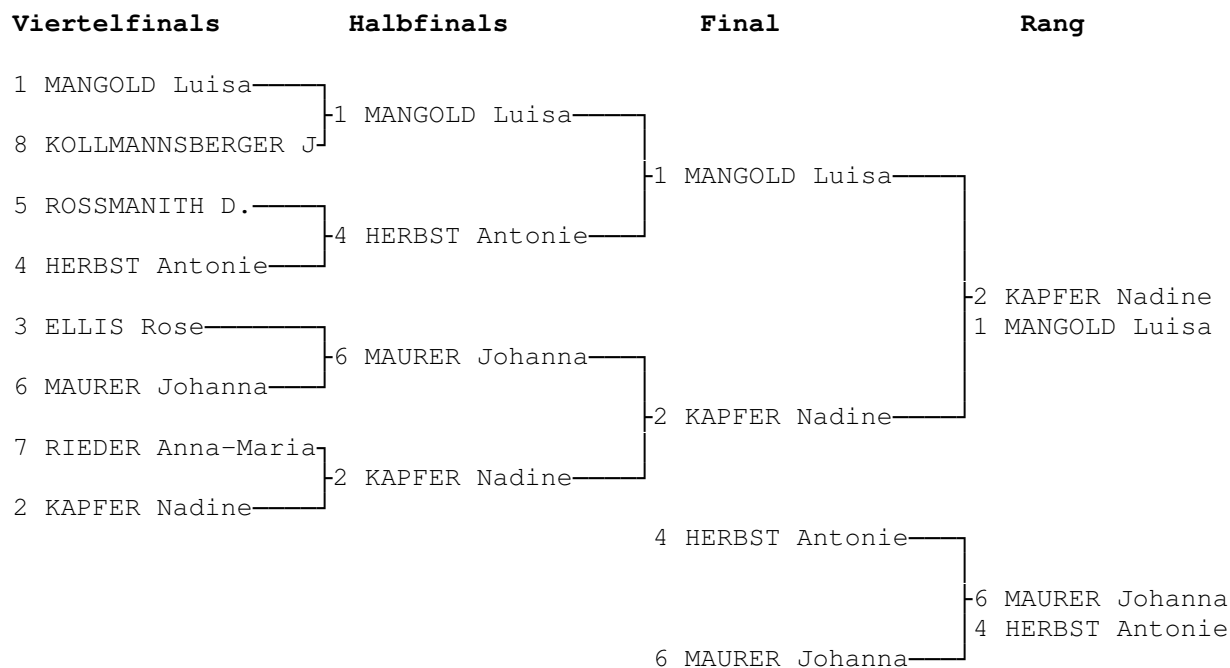 Viertelfinals Halbfinals Final Rang
1 MANGOLD Luisa
1 MANGOLD Luisa
8 KOLLMANNSBERGER J
1 MANGOLD Luisa
5 ROSSMANITH D.
4 HERBST Antonie
4 HERBST Antonie
2 KAPFER Nadine
3 ELLIS Rose
1 MANGOLD Luisa
6 MAURER Johanna
6 MAURER Johanna
2 KAPFER Nadine
7 RIEDER Anna-Maria
2 KAPFER Nadine
2 KAPFER Nadine
4 HERBST Antonie
6 MAURER Johanna
4 HERBST Antonie
6 MAURER Johanna